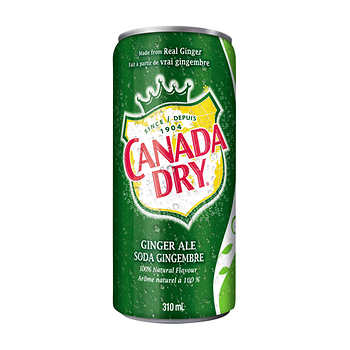 Made from Real Ginger
Fait à partir de vrai gingembre
SINCE / DEPUIS
1904
CANADA
DRY
GINGER ALE
SODA GINGEMBRE
100% Natural Flavour
Arôme naturel à 100 %
310 mL